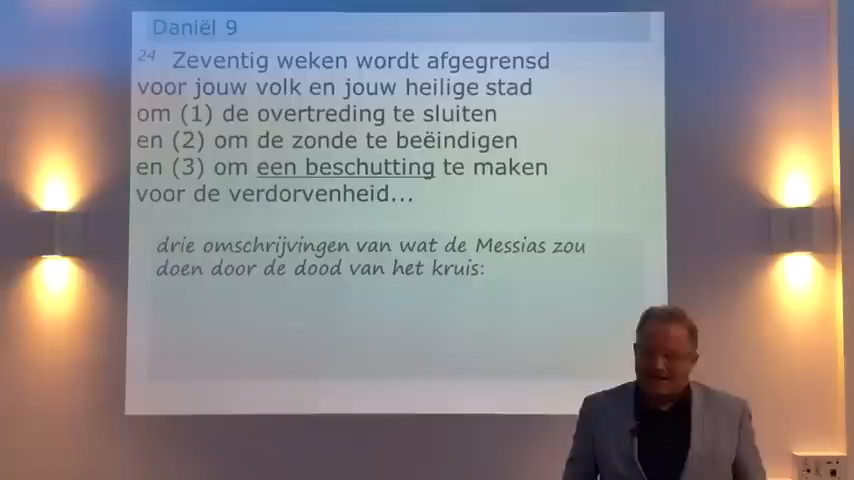 Daniël 9
24 Zeventig weken wordt afgegrensd
voor jouw volk en jouw heilige stad
om (1) de overtreding te sluiten
en (2) om de zonde te beëindigen
en (3) om een beschutting te maken
voor de verdorvenheid...
drie omschrijvingen van wat de Messias zou
doen door de dood van het kruis: